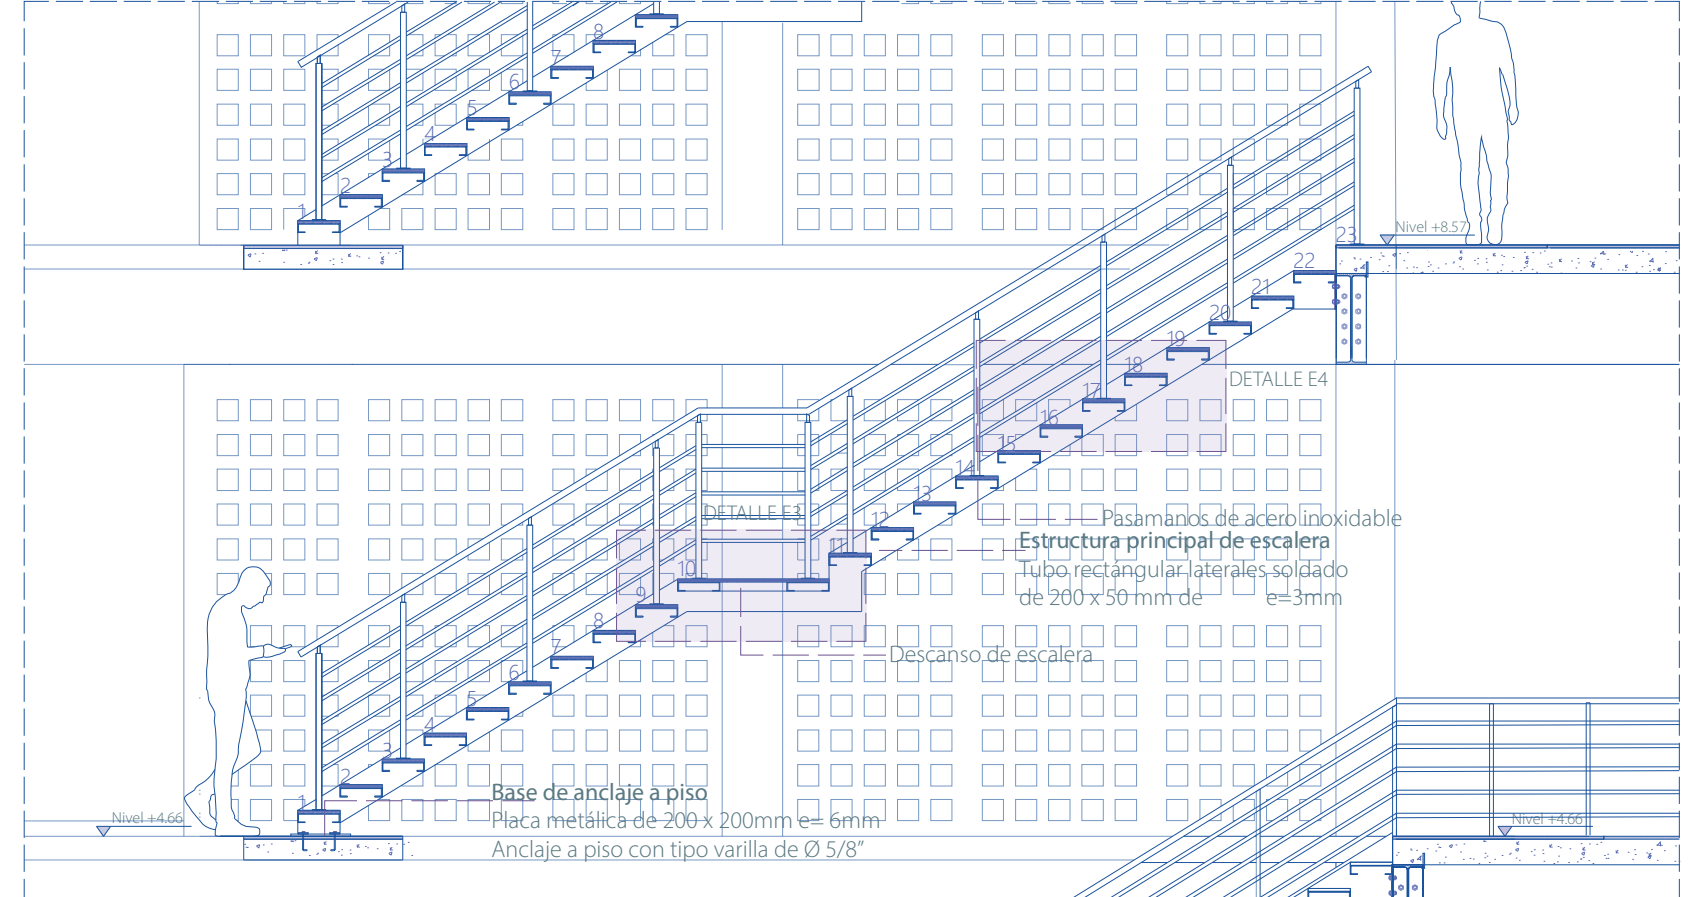 8
7
6
5
4
3
2
1
Nivel +8.57
23
22
21
20
19
18
17
16
15
14
13
12
11
10
9
8
7
6
5
4
3
2
1
DETALLE E4
DETALLE E3
Pasamanos de acero inoxidable
Estructura principal de escalera
Tubo rectángular laterales soldado
de 200 x 50 mm de e=3mm
Descanso de escalera
Base de anclaje a piso
Placa metálica de 200 x 200mm e= 6mm
Anclaje a piso con tipo varilla de Ø 5/8”
Nivel +4.66
Nivel +4.66